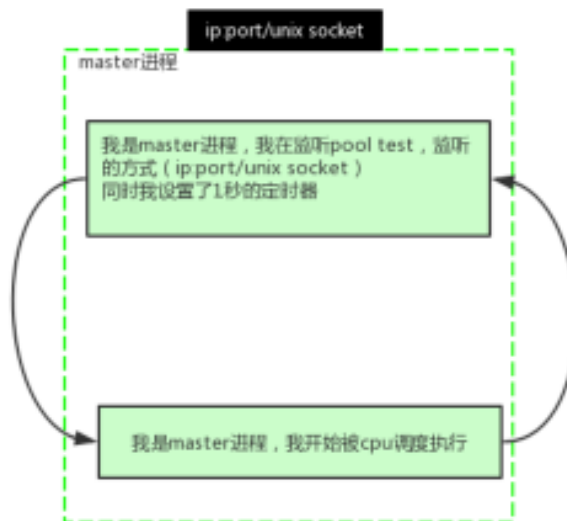 ip:port/unix socket
master进程
我是master进程，我在监听pool test，监听
的方式（ip:port/unix socket）
同时我设置了1秒的定时器
我是master进程，我开始被cpu调度执行